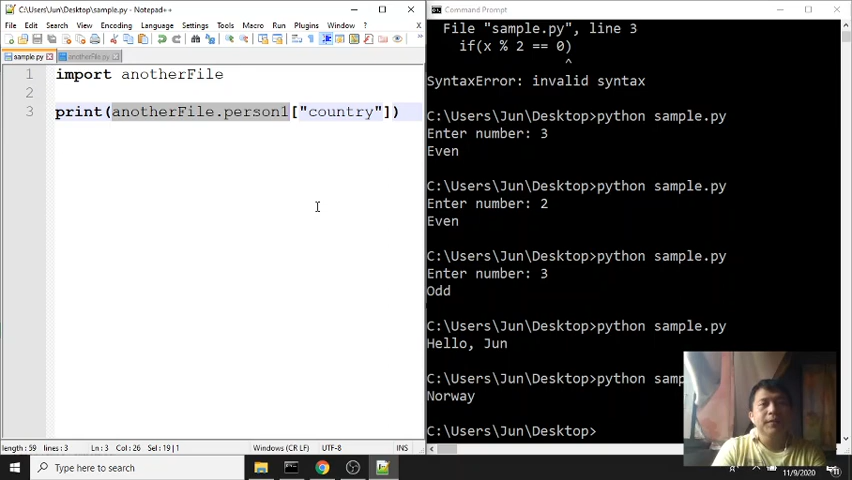 C:\Users\Jun\Desktop\sample.py - Notepad++
File Edit Search View Encoding Language Settings Tools Macro Run Plugins Window ? X
sample.py anotherFile.py
1 import anotherFile
2
3 print(anotherFile.person1["country"])
length : 59 lines : 3 Ln : 3 Col : 26 Sel : 19 | 1 Windows (CR LF) UTF-8 INS
Command Prompt
File "sample.py", line 3
if(x % 2 == 0)
^
SyntaxError: invalid syntax
C:\Users\Jun\Desktop>python sample.py
Enter number: 3
Even
C:\Users\Jun\Desktop>python sample.py
Enter number: 2
Even
C:\Users\Jun\Desktop>python sample.py
Enter number: 3
Odd
C:\Users\Jun\Desktop>python sample.py
Hello, Jun
C:\Users\Jun\Desktop>python samp
Norway
C:\Users\Jun\Desktop>
Type here to search
11/9/2020